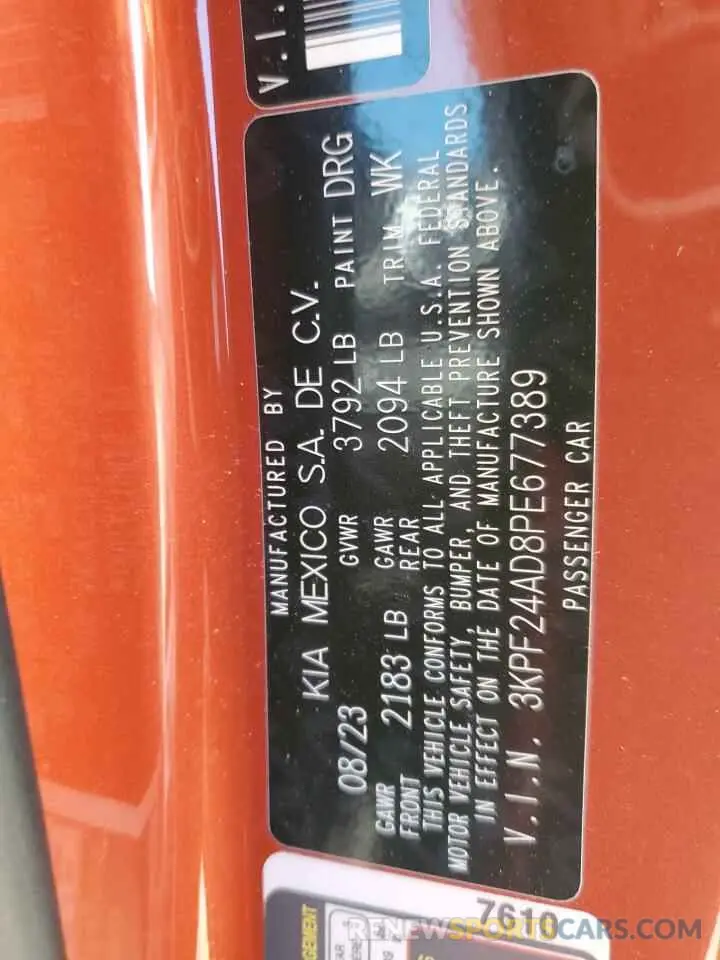 V.I.
MANUFACTURED BY
KIA MEXICO S.A. DE C.V.
08/23 GVWR 3792 LB PAINT DRG
GAWR FRONT 2183 LB GAWR REAR 2094 LB TRIM WK
THIS VEHICLE CONFORMS TO ALL APPLICABLE U.S.A. FEDERAL
MOTOR VEHICLE SAFETY, BUMPER, AND THEFT PREVENTION STANDARDS
IN EFFECT ON THE DATE OF MANUFACTURE SHOWN ABOVE.
V.I.N. 3KPF24AD8PE677389
PASSENGER CAR
7610
RENEWSPORTSCARS.COM